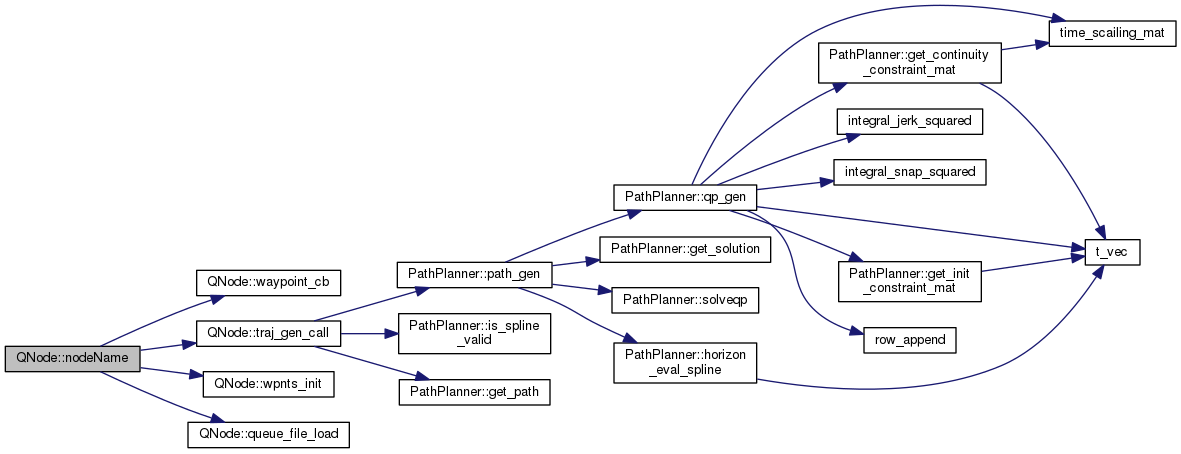 QNode::nodeName
QNode::waypoint_cb
QNode::traj_gen_call
QNode::wpnts_init
QNode::queue_file_load
PathPlanner::path_gen
PathPlanner::is_spline
_valid
PathPlanner::get_path
PathPlanner::qp_gen
PathPlanner::get_solution
PathPlanner::solveqp
PathPlanner::horizon
_eval_spline
PathPlanner::get_continuity
_constraint_mat
integral_jerk_squared
integral_snap_squared
PathPlanner::get_init
_constraint_mat
row_append
time_scailing_mat
t_vec